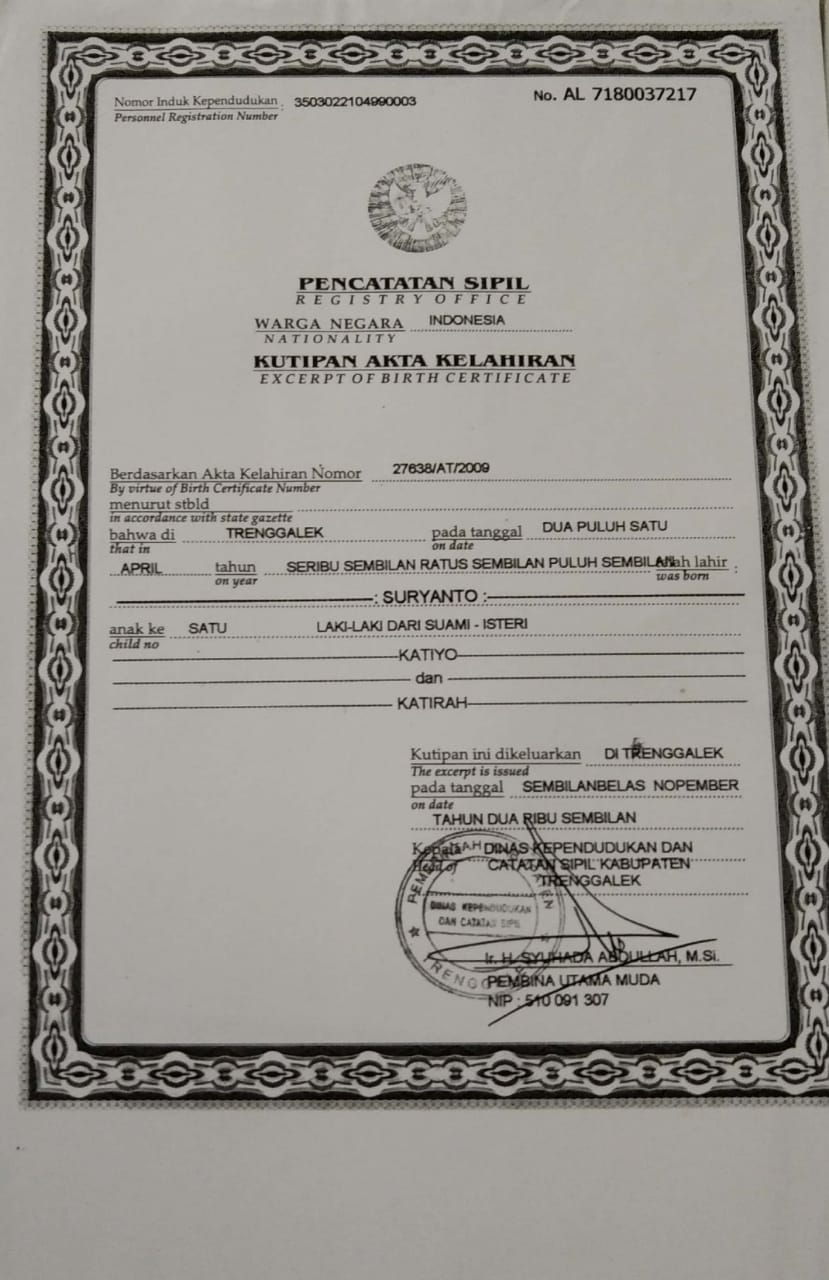 Nomor Induk Kependudukan : 3503022104990003
Personnel Registration Number
No. AL 7180037217
PENCATATAN SIPIL
REGISTRY OFFICE
WARGA NEGARA INDONESIA
NATIONALITY
KUTIPAN AKTA KELAHIRAN
EXCERPT OF BIRTH CERTIFICATE
Berdasarkan Akta Kelahiran Nomor 27638/AT/2009
By virtue of Birth Certificate Number
menurut stbld
in accordance with state gazette
bahwa di TRENGGALEK pada tanggal DUA PULUH SATU
that in on date
APRIL tahun SERIBU SEMBILAN RATUS SEMBILAN PULUH SEMBILAN telah lahir :
on year was born
: SURYANTO :
anak ke SATU LAKI-LAKI DARI SUAMI - ISTERI
child no
KATIYO
dan
KATIRAH
Kutipan ini dikeluarkan DI TRENGGALEK
The excerpt is issued
pada tanggal SEMBILANBELAS NOPEMBER
on date
TAHUN DUA RIBU SEMBILAN
Kepala DINAS KEPENDUDUKAN DAN
Head of CATATAN SIPIL KABUPATEN
TRENGGALEK
DINAS KEPENDUDUKAN
DAN CATATAN SIPIL
Ir. H. SYUHADA ABDULLAH, M.Si.
PEMBINA UTAMA MUDA
NIP : 510 091 307